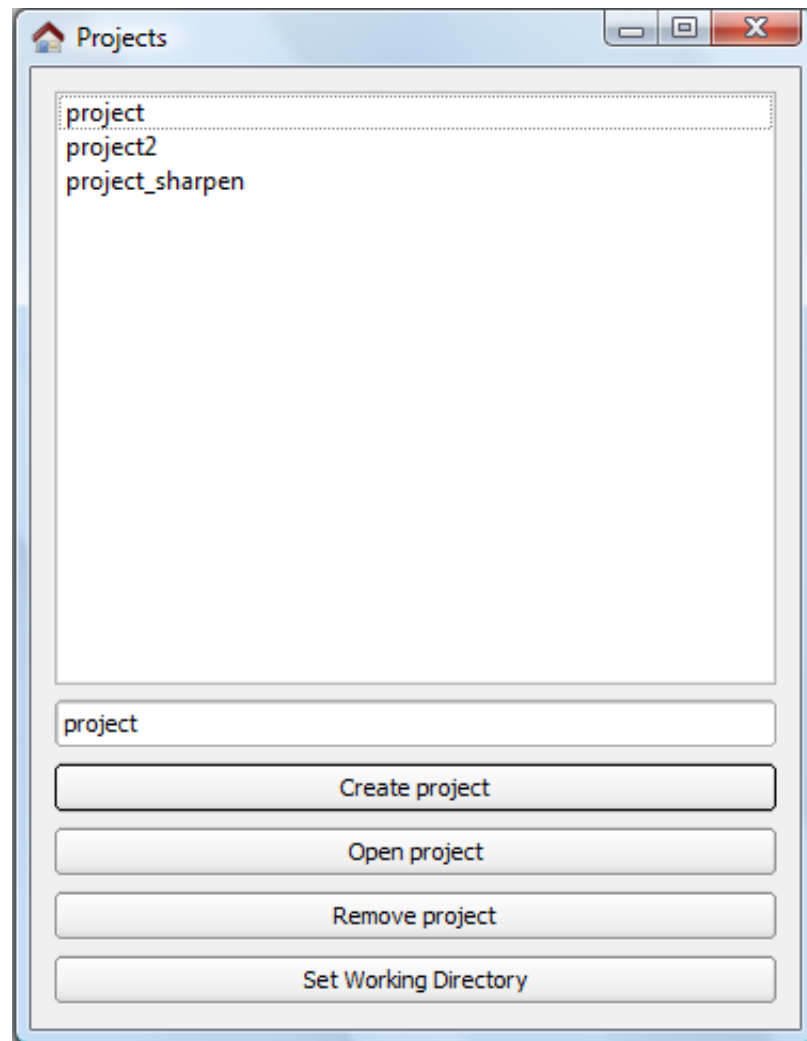 Projects
project
project2
project_sharpen
project
Create project
Open project
Remove project
Set Working Directory